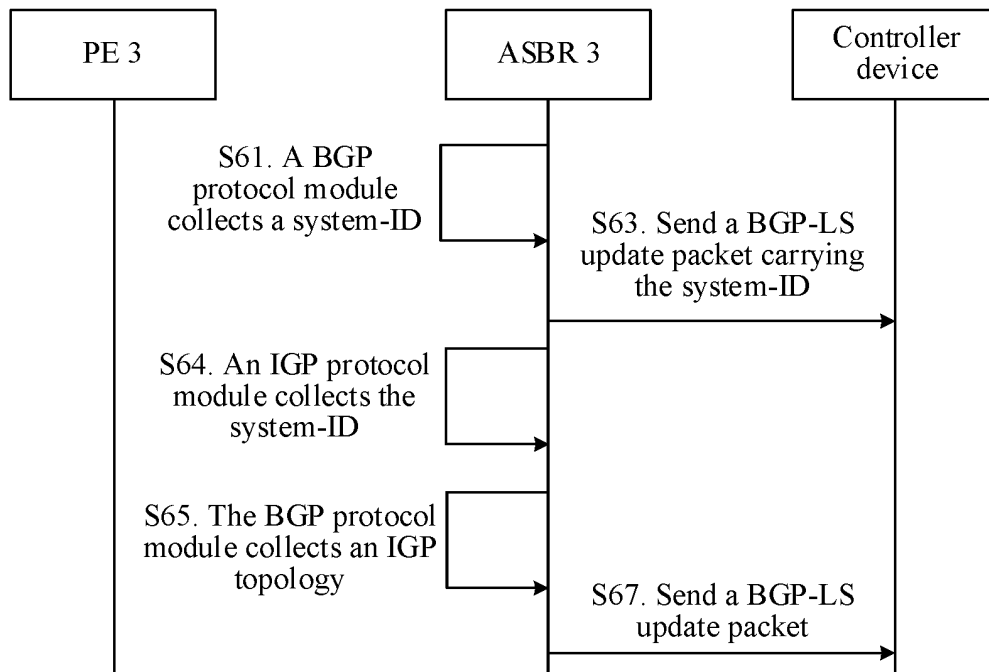 PE 3
ASBR 3
Controller
device
S61. A BGP
protocol module
collects a system-ID
S63. Send a BGP-LS
update packet carrying
the system-ID
S64. An IGP protocol
module collects the
system-ID
S65. The BGP protocol
module collects an IGP
topology
S67. Send a BGP-LS
update packet